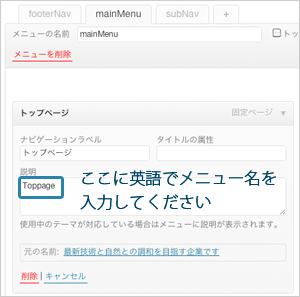 footerNav mainMenu subNav +
メニューの名前 mainMenu トッ
メニューを削除
トップページ 固定ページ
ナビゲーションラベル タイトルの属性
トップページ
説明
Toppage
ここに英語でメニュー名を
入力してください
使用中のテーマが対応している場合はメニューに説明が表示されます。
元の名前: 最新技術と自然との調和を目指す企業です
削除 | キャンセル